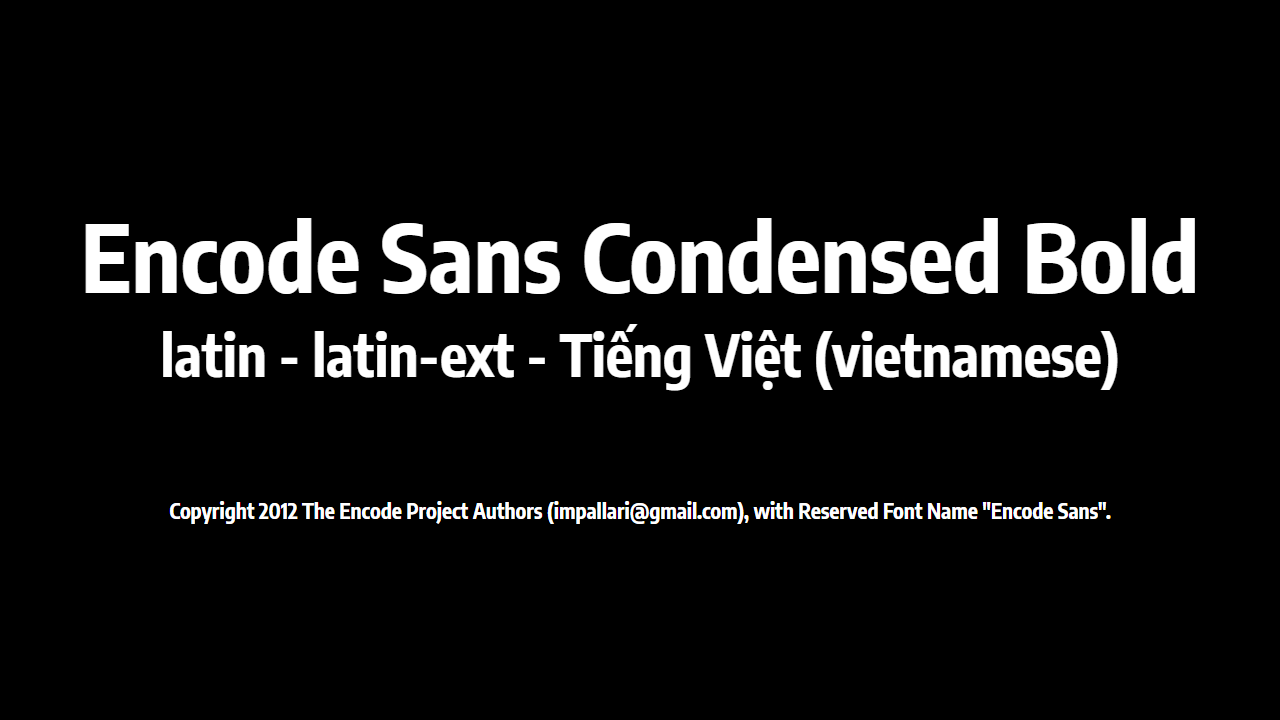 Encode Sans Condensed Bold
latin - latin-ext - Tiếng Việt (vietnamese)
Copyright 2012 The Encode Project Authors (impallari@gmail.com), with Reserved Font Name "Encode Sans".